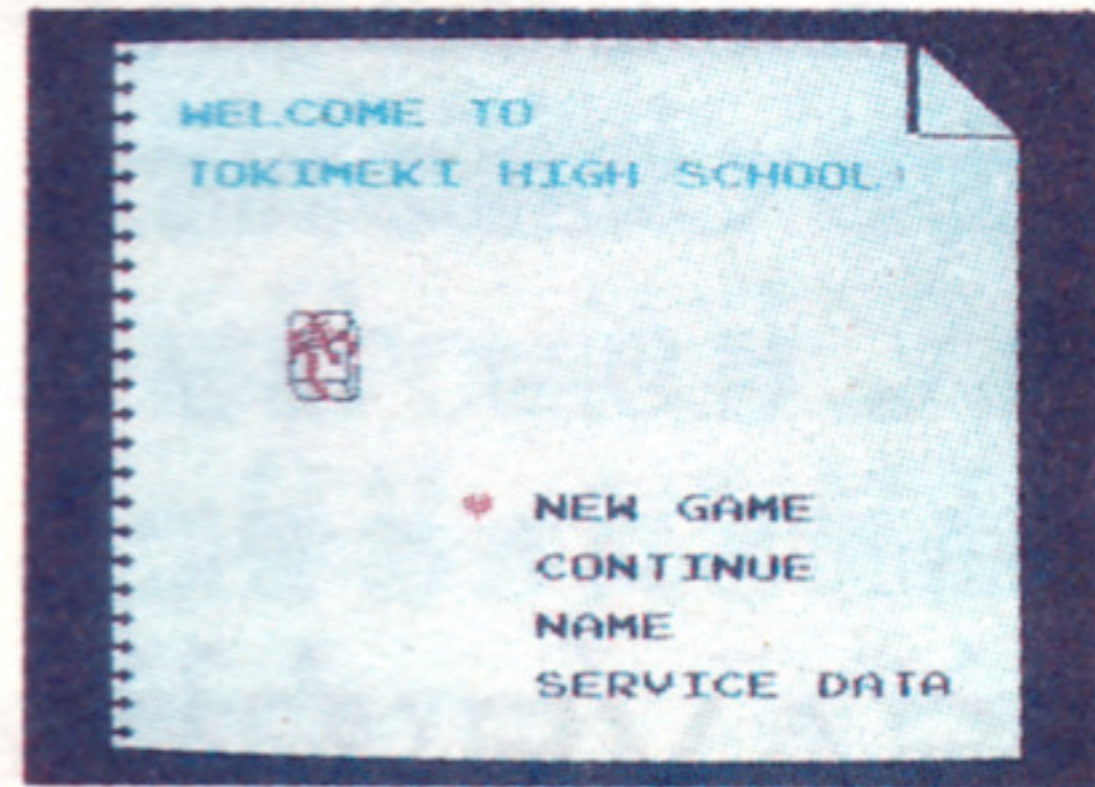 WELCOME TO
TOKIMEKI HIGH SCHOOL!
NEW GAME
CONTINUE
NAME
SERVICE DATA